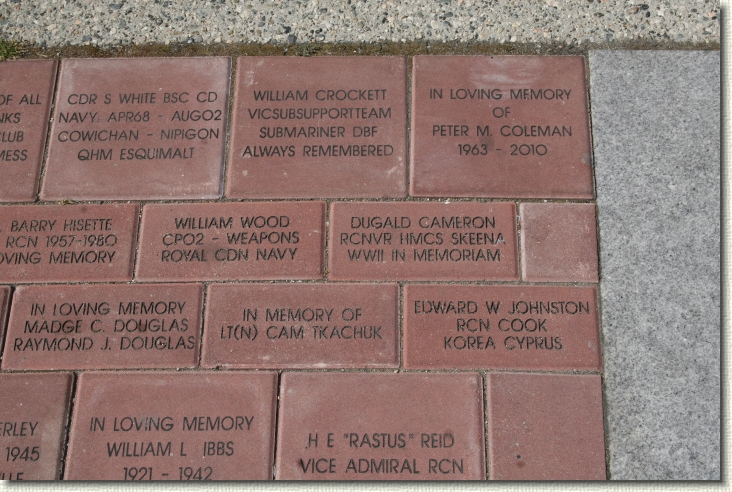 OF ALL
NKS
CLUB
MESS
CDR S WHITE BSC CD
NAVY. APR68 - AUG02
COWICHAN - NIPIGON
QHM ESQUIMALT
WILLIAM CROCKETT
VICSUBSUPPORTTEAM
SUBMARINER DBF
ALWAYS REMEMBERED
IN LOVING MEMORY
OF
PETER M. COLEMAN
1963 - 2010
BARRY HISETTE
RCN 1957-1980
OVING MEMORY
WILLIAM WOOD
CPO2 - WEAPONS
ROYAL CDN NAVY
DUGALD CAMERON
RCNVR HMCS SKEENA
WWII IN MEMORIAM
IN LOVING MEMORY
MADGE C. DOUGLAS
RAYMOND J. DOUGLAS
IN MEMORY OF
LT(N) CAM TKACHUK
EDWARD W JOHNSTON
RCN COOK
KOREA CYPRUS
ERLEY
1945
ILLE
IN LOVING MEMORY
WILLIAM L IBBS
1921 - 1942
H E "RASTUS" REID
VICE ADMIRAL RCN